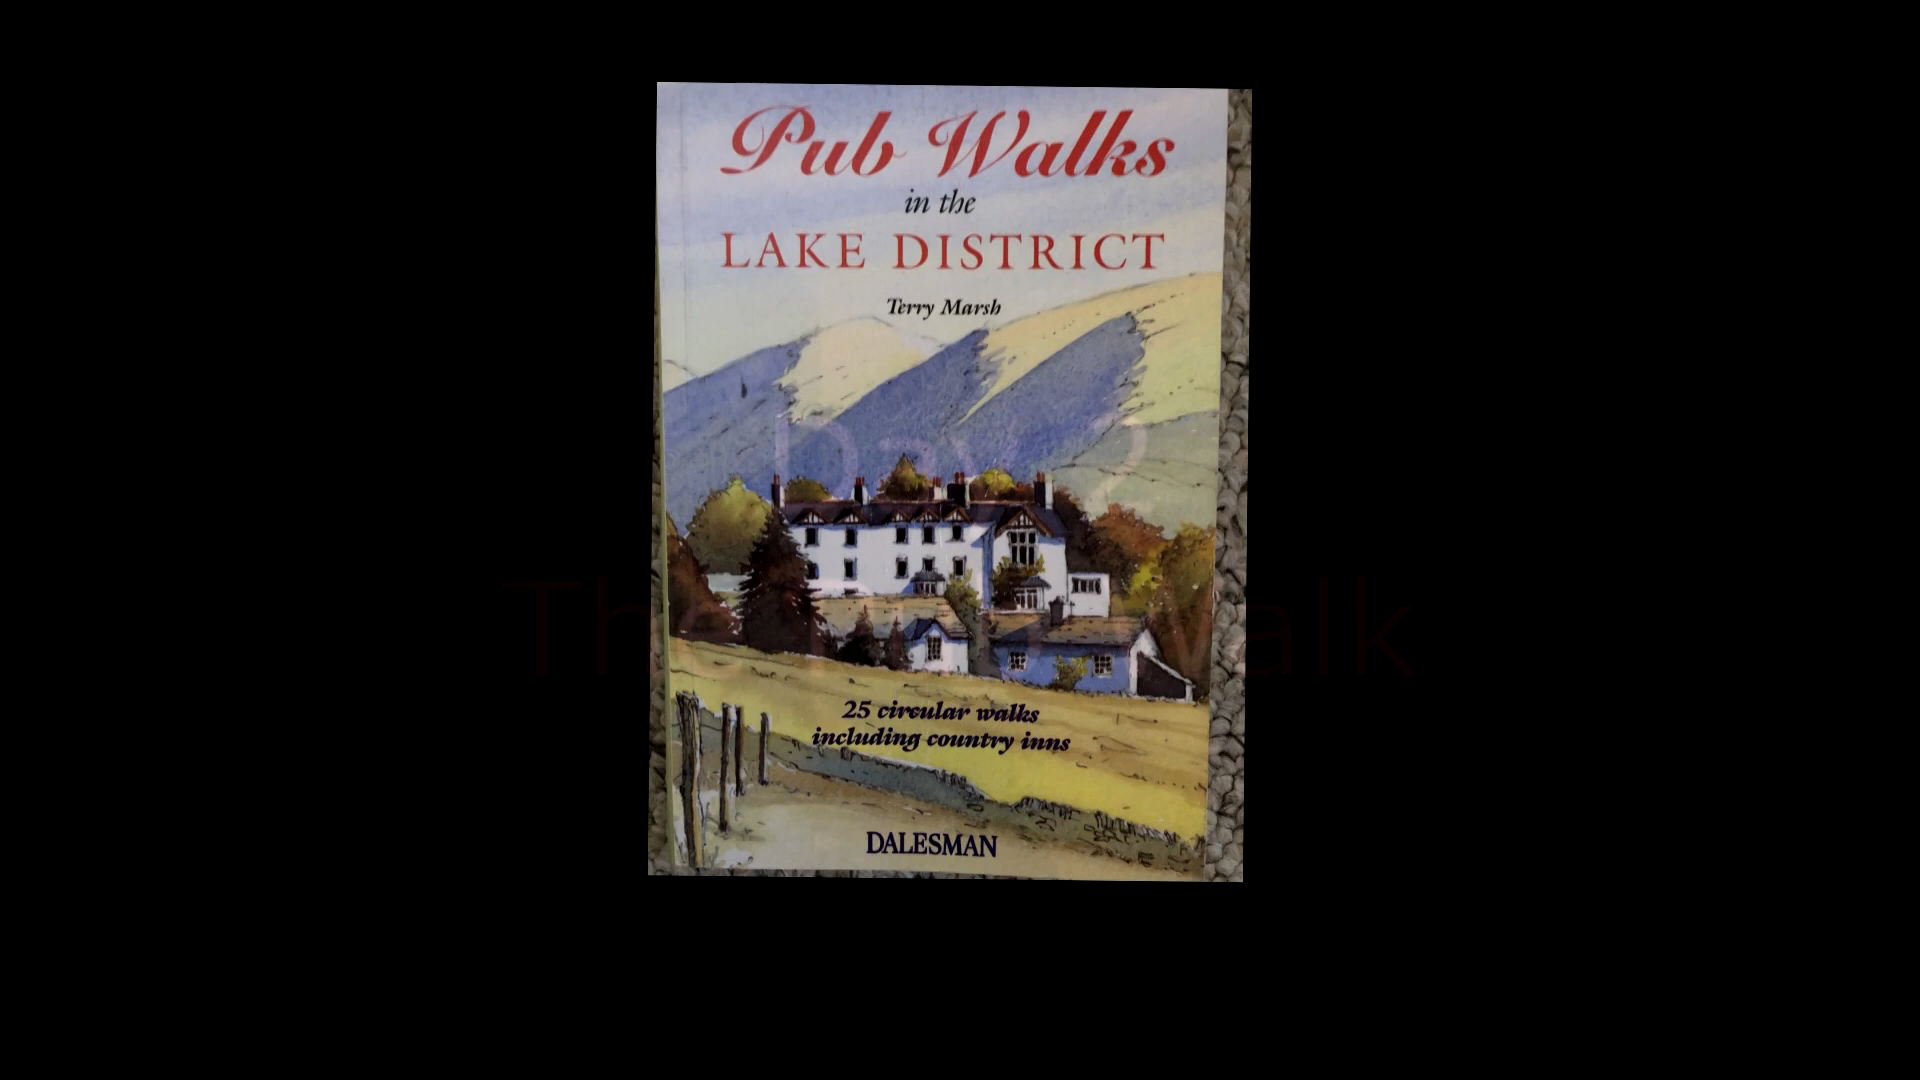 Pub Walks
in the
LAKE DISTRICT
Terry Marsh
25 circular walks
including country inns
DALESMAN